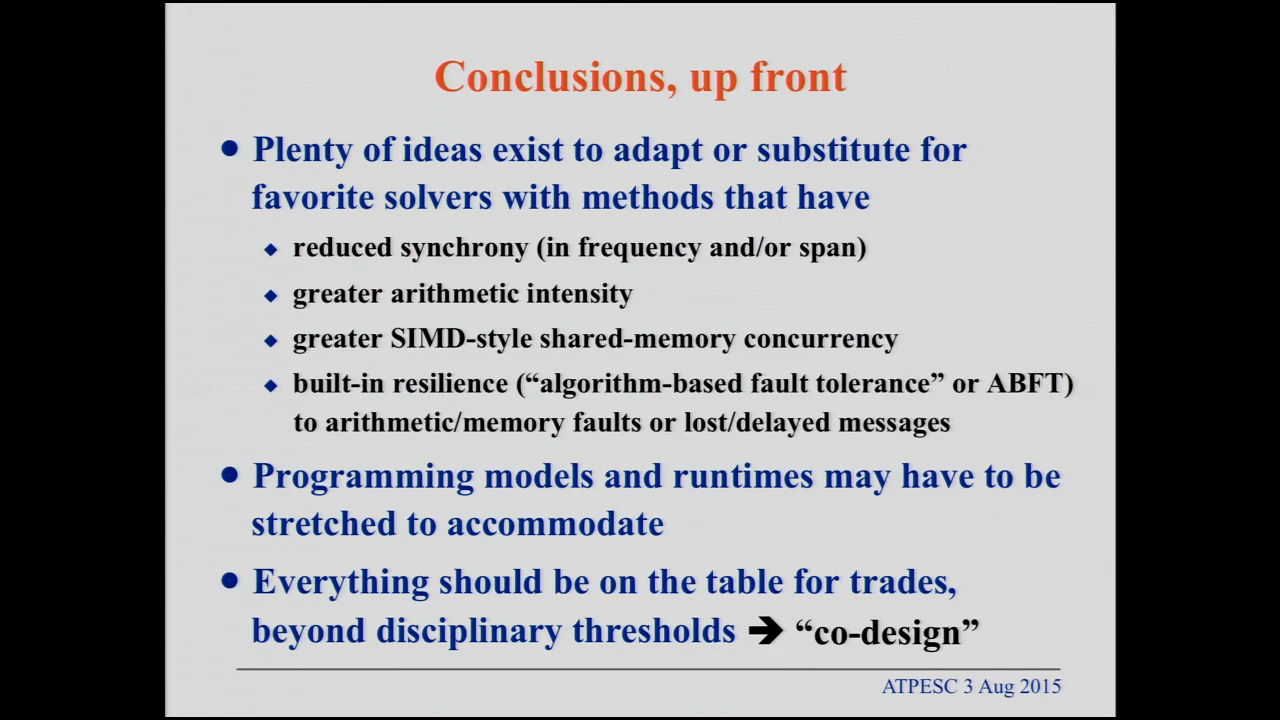 Conclusions, up front
● Plenty of ideas exist to adapt or substitute for
favorite solvers with methods that have
◆ reduced synchrony (in frequency and/or span)
◆ greater arithmetic intensity
◆ greater SIMD-style shared-memory concurrency
◆ built-in resilience (“algorithm-based fault tolerance” or ABFT)
to arithmetic/memory faults or lost/delayed messages
● Programming models and runtimes may have to be
stretched to accommodate
● Everything should be on the table for trades,
beyond disciplinary thresholds ➔ “co-design”
ATPESC 3 Aug 2015